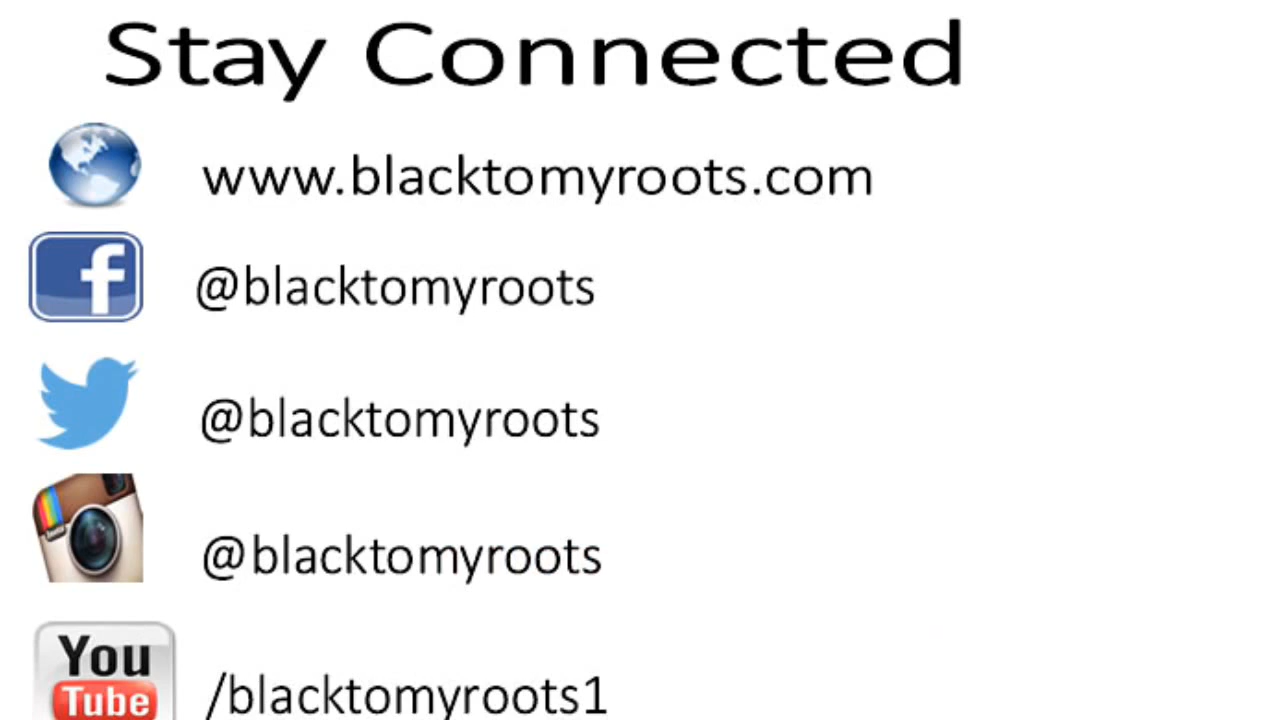 Stay Connected
www.blacktomyroots.com
f
@blacktomyroots
@blacktomyroots
@blacktomyroots
You
Tube
/blacktomyroots1